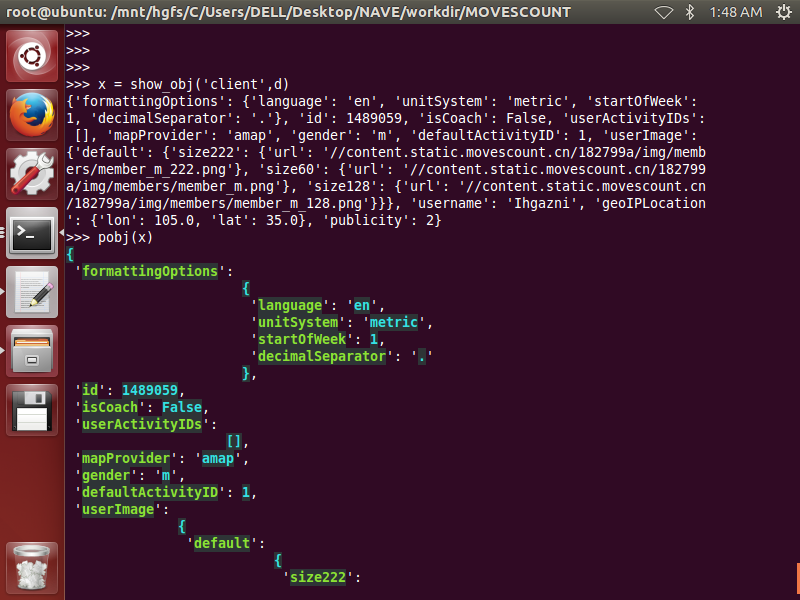 root@ubuntu: /mnt/hgfs/C/Users/DELL/Desktop/NAVE/workdir/MOVESCOUNT 1:48 AM
>>>
>>>
>>>
>>> x = show_obj('client',d)
{'formattingOptions': {'language': 'en', 'unitSystem': 'metric', 'startOfWeek':
1, 'decimalSeparator': '.'}, 'id': 1489059, 'isCoach': False, 'userActivityIDs':
 [], 'mapProvider': 'amap', 'gender': 'm', 'defaultActivityID': 1, 'userImage':
{'default': {'size222': {'url': '//content.static.movescount.cn/182799a/img/memb
ers/member_m_222.png'}, 'size60': {'url': '//content.static.movescount.cn/182799
a/img/members/member_m.png'}, 'size128': {'url': '//content.static.movescount.cn
/182799a/img/members/member_m_128.png'}}}, 'username': 'Ihgazni', 'geoIPLocation
': {'lon': 105.0, 'lat': 35.0}, 'publicity': 2}
>>> pobj(x)
{
 'formattingOptions':
                      {
                       'language': 'en',
                       'unitSystem': 'metric',
                       'startOfWeek': 1,
                       'decimalSeparator': '.'
                      },
 'id': 1489059,
 'isCoach': False,
 'userActivityIDs':
                    [],
 'mapProvider': 'amap',
 'gender': 'm',
 'defaultActivityID': 1,
 'userImage':
              {
               'default':
                          {
                           'size222':